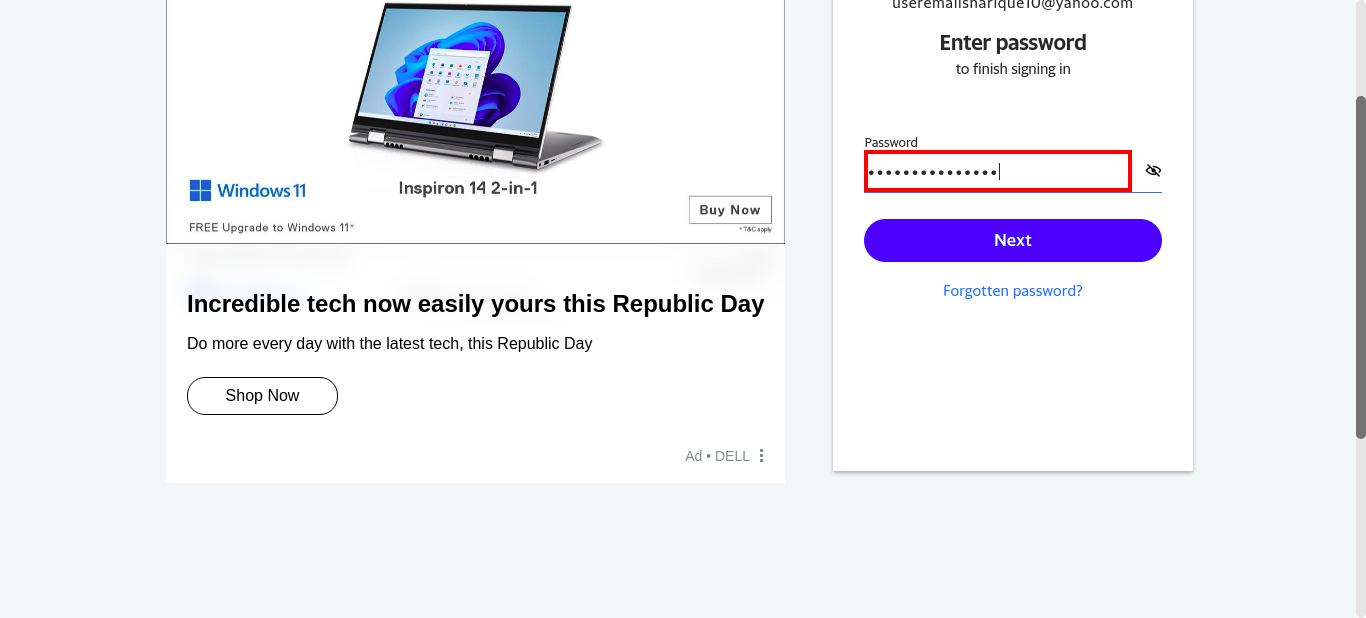 Windows 11
Inspiron 14 2-in-1
Buy Now
*T&C apply
FREE Upgrade to Windows 11*
Incredible tech now easily yours this Republic Day
Do more every day with the latest tech, this Republic Day
Shop Now
Ad • DELL
useremailsharique10@yahoo.com
Enter password
to finish signing in
Password
•••••••••••••••
Next
Forgotten password?